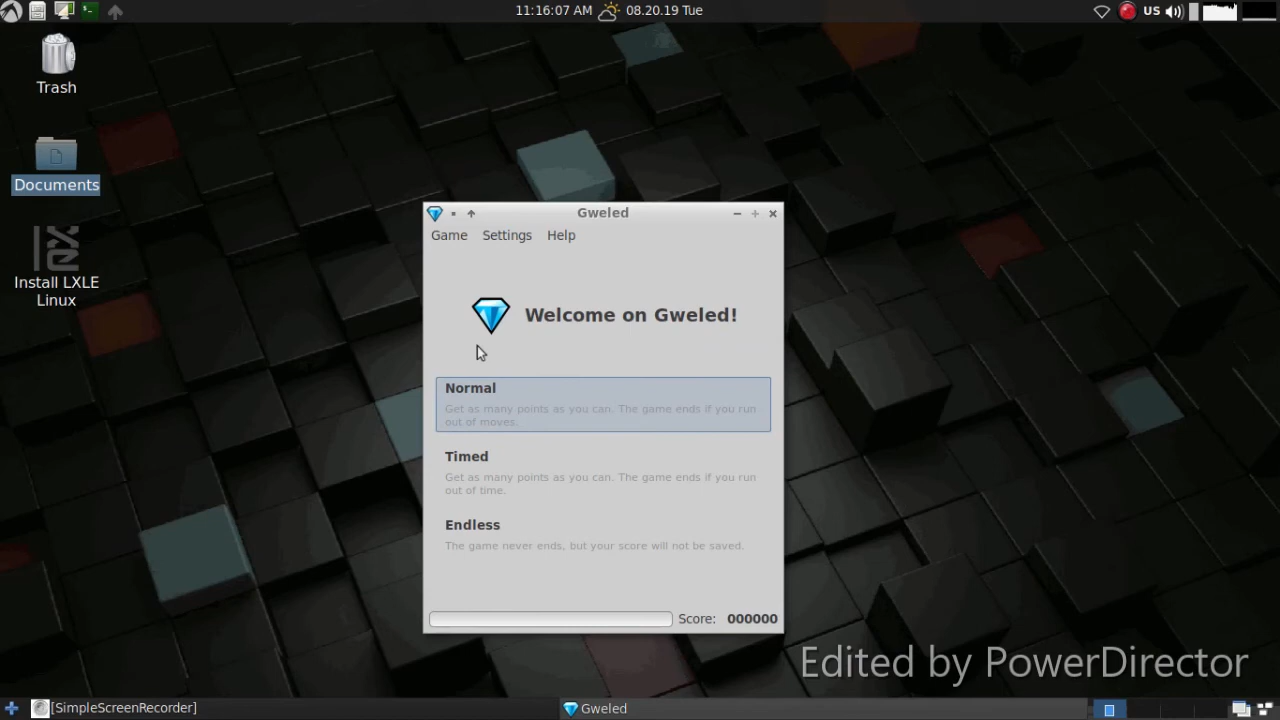 11:16:07 AM 08.20.19 Tue
US
Trash
Documents
Install LXLE
Linux
Gweled
Game Settings Help
Welcome on Gweled!
Normal
Get as many points as you can. The game ends if you run
out of moves.
Timed
Get as many points as you can. The game ends if you run
out of time.
Endless
The game never ends, but your score will not be saved.
Score: 000000
Edited by PowerDirector
[SimpleScreenRecorder]
Gweled